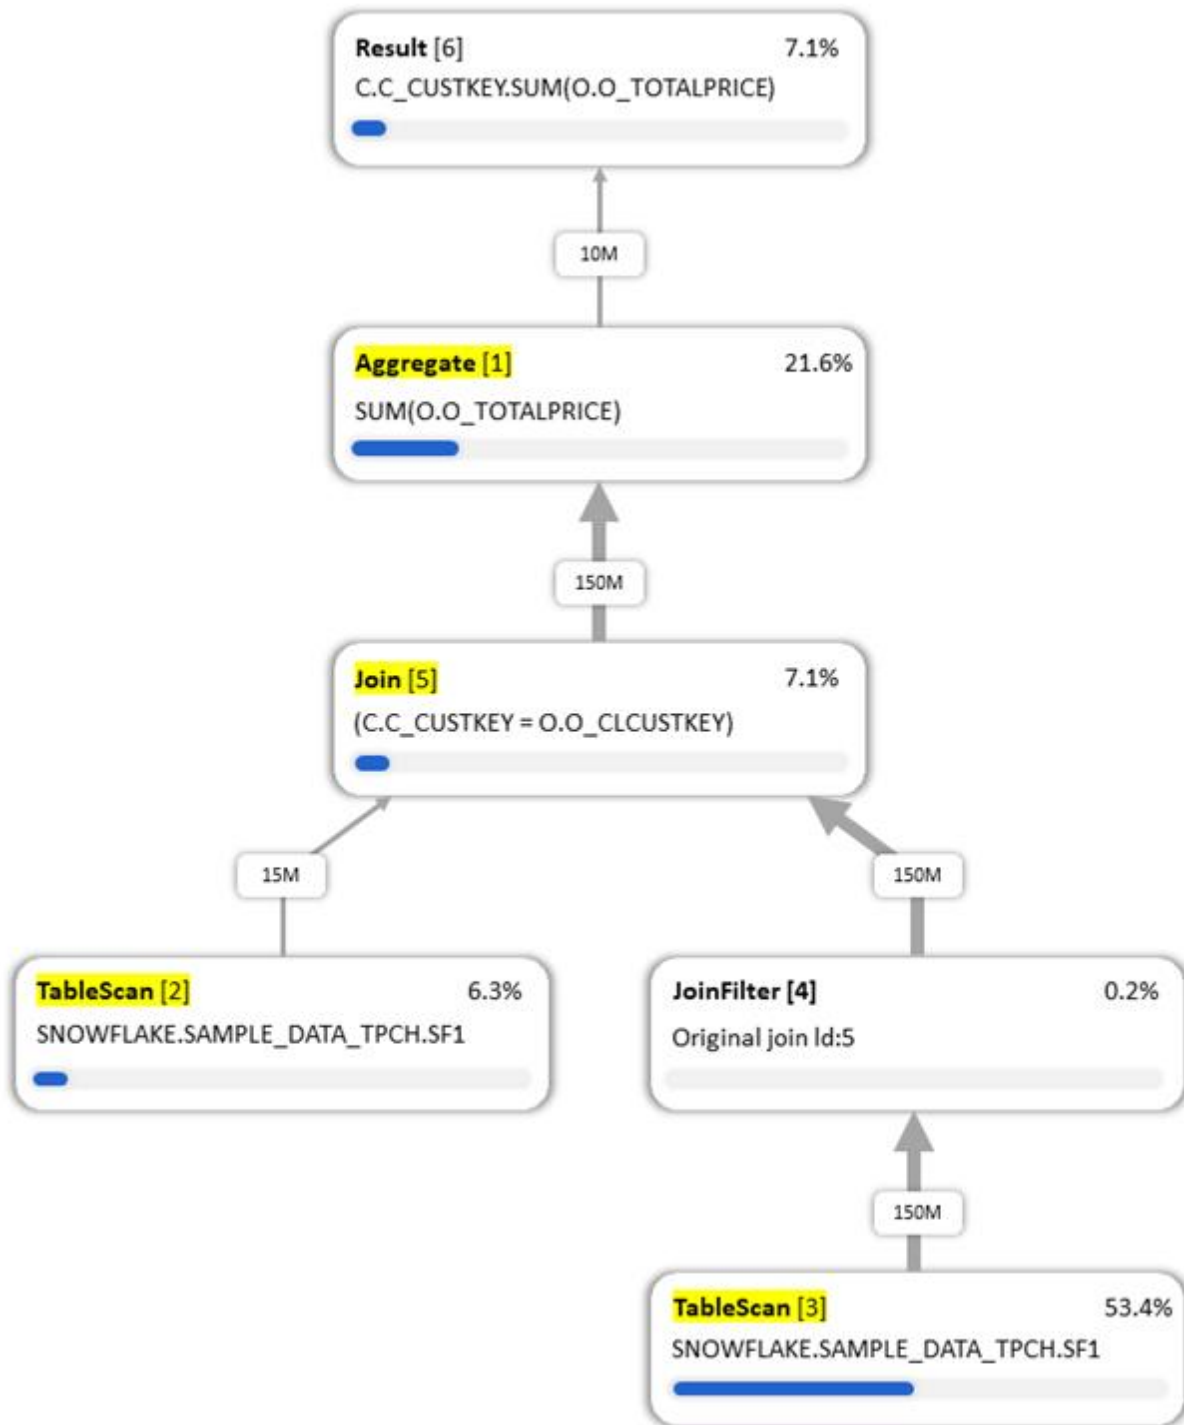 Result [6] 7.1%
C.C_CUSTKEY.SUM(O.O_TOTALPRICE)
10M
Aggregate [1] 21.6%
SUM(O.O_TOTALPRICE)
150M
Join [5] 7.1%
(C.C_CUSTKEY = O.O_CLCUSTKEY)
15M
150M
TableScan [2] 6.3%
SNOWFLAKE.SAMPLE_DATA_TPCH.SF1
JoinFilter [4] 0.2%
Original join ld:5
150M
TableScan [3] 53.4%
SNOWFLAKE.SAMPLE_DATA_TPCH.SF1